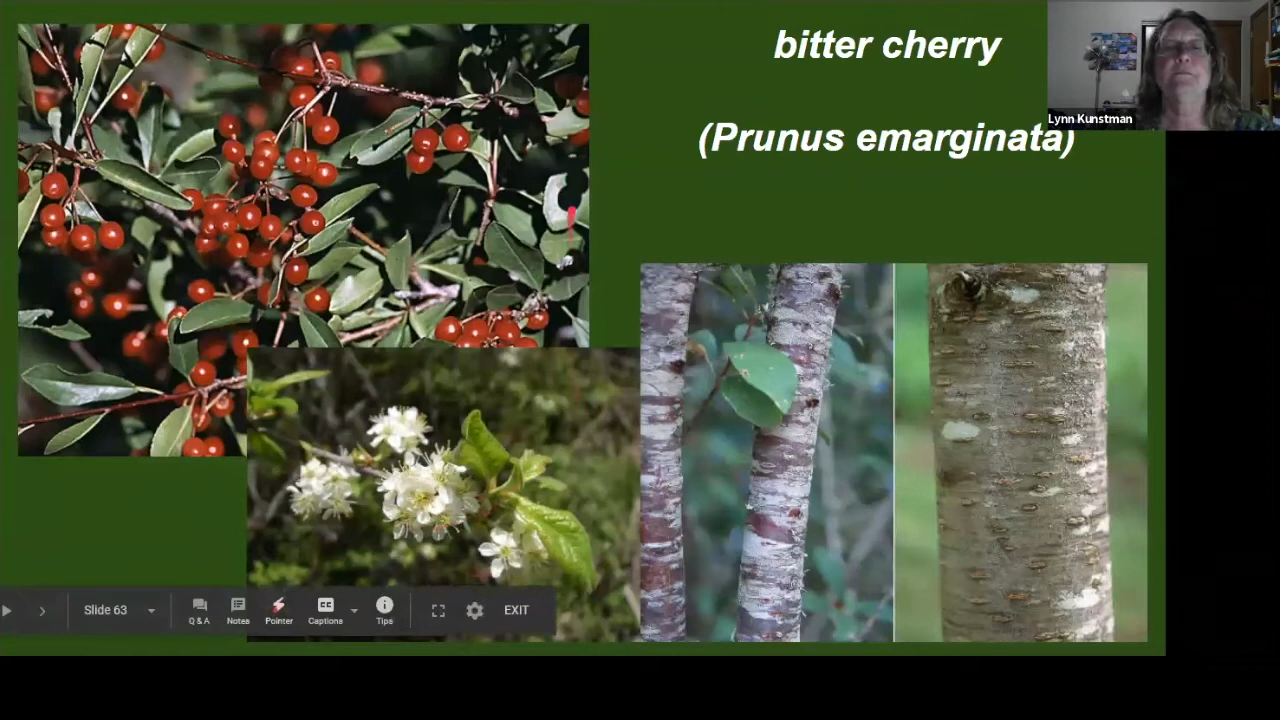 bitter cherry
(Prunus emarginata)
Lynn Kunstman
Slide 63
Q & A
Notes
Pointer
CC
Captions
Tips
EXIT